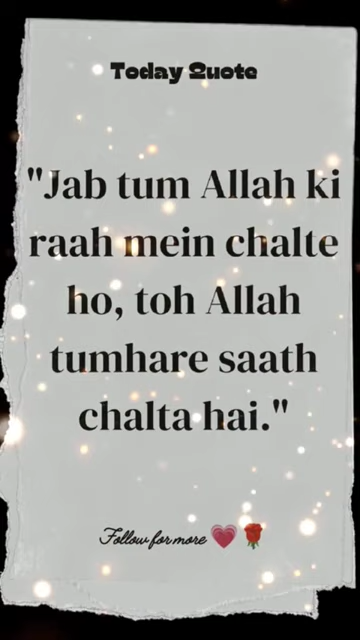 Today Quote
"Jab tum Allah ki
raah mein chalte
ho, toh Allah
tumhare saath
chalta hai."
Follow for more 💗🌹